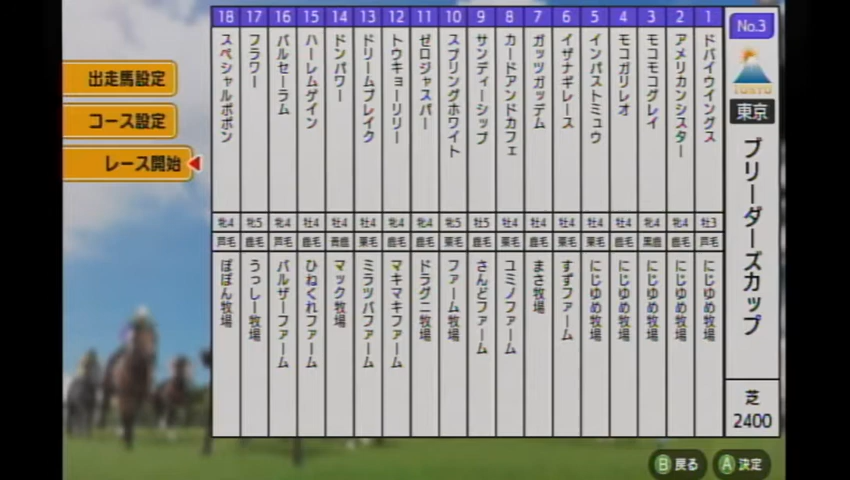 出走馬設定
コース設定
レース開始
No.3
TOKYO
東京
ブリーダーズカップ
芝
2400
1
ドバイウイングス
牡3
芦毛
にじゆめ牧場
2
アメリカンシスター
牝4
鹿毛
にじゆめ牧場
3
モコモコグレイ
牝4
黒鹿
にじゆめ牧場
4
モコガリレオ
牡4
鹿毛
にじゆめ牧場
5
インパストミュウ
牡4
栗毛
にじゆめ牧場
6
イザナギレース
牡4
栗毛
すずファーム
7
ガッツガッデム
牡4
鹿毛
まさ牧場
8
カードアンドカフェ
牡4
栗毛
ユミノファーム
9
サンディーシップ
牡5
鹿毛
さんどファーム
10
スプリングホワイト
牝5
栗毛
ファーム牧場
11
ゼロジャスパー
牝4
鹿毛
ドラグニ牧場
12
トウキョーリリー
牝4
鹿毛
マキマキファーム
13
ドリームブレイク
牡4
栗毛
ミラツバファーム
14
ドンパワー
牡4
青鹿
マック牧場
15
ハーレムゲイン
牡4
鹿毛
ひねくれファーム
16
バルセーラム
牝4
芦毛
バルザーファーム
17
フラワー
牝5
鹿毛
うっしー牧場
18
スペシャルポポン
牝4
芦毛
ぽぽん牧場
B 戻る
A 決定